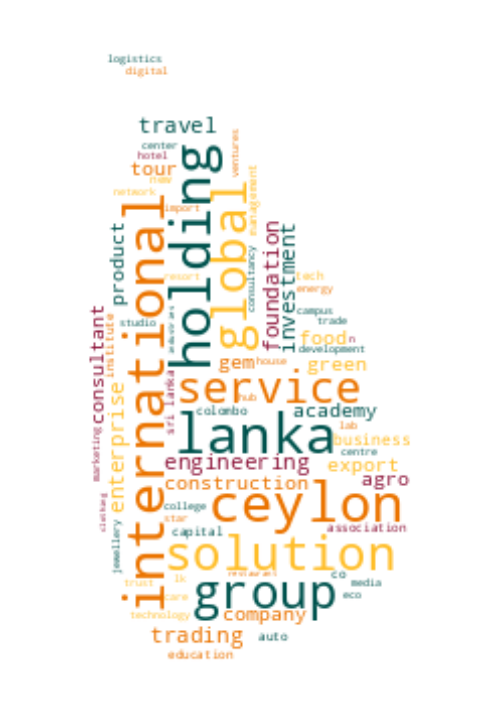 logistics
digital
travel
center
hotel
tour
new
network
ventures
management
import
international
holding
global
product
resort
consultancy
foundation
investment
tech
energy
campus
trade
studio
industries
consultant
institute
food
development
gem
house
green
service
hub
sri lanka
colombo
academy
lab
lanka
business
centre
enterprise
marketing
engineering
export
agro
construction
ceylon
clothing
college
star
capital
association
jewellery
solution
restaurant
co
trust
lk
media
care
group
eco
technology
company
trading
auto
education